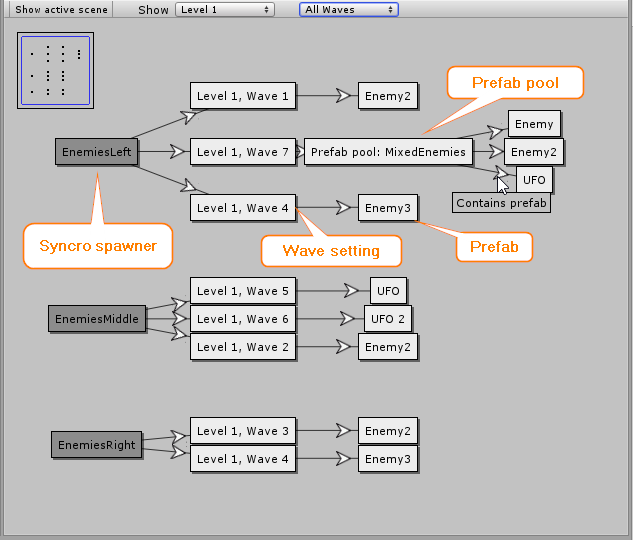 Show active scene
Show
Level 1
All Waves
Prefab pool
Level 1, Wave 1
Enemy2
Enemy
EnemiesLeft
Level 1, Wave 7
Prefab pool: MixedEnemies
Enemy2
UFO
Contains prefab
Level 1, Wave 4
Enemy3
Syncro spawner
Wave setting
Prefab
Level 1, Wave 5
UFO
EnemiesMiddle
Level 1, Wave 6
UFO 2
Level 1, Wave 2
Enemy2
Level 1, Wave 3
Enemy2
EnemiesRight
Level 1, Wave 4
Enemy3